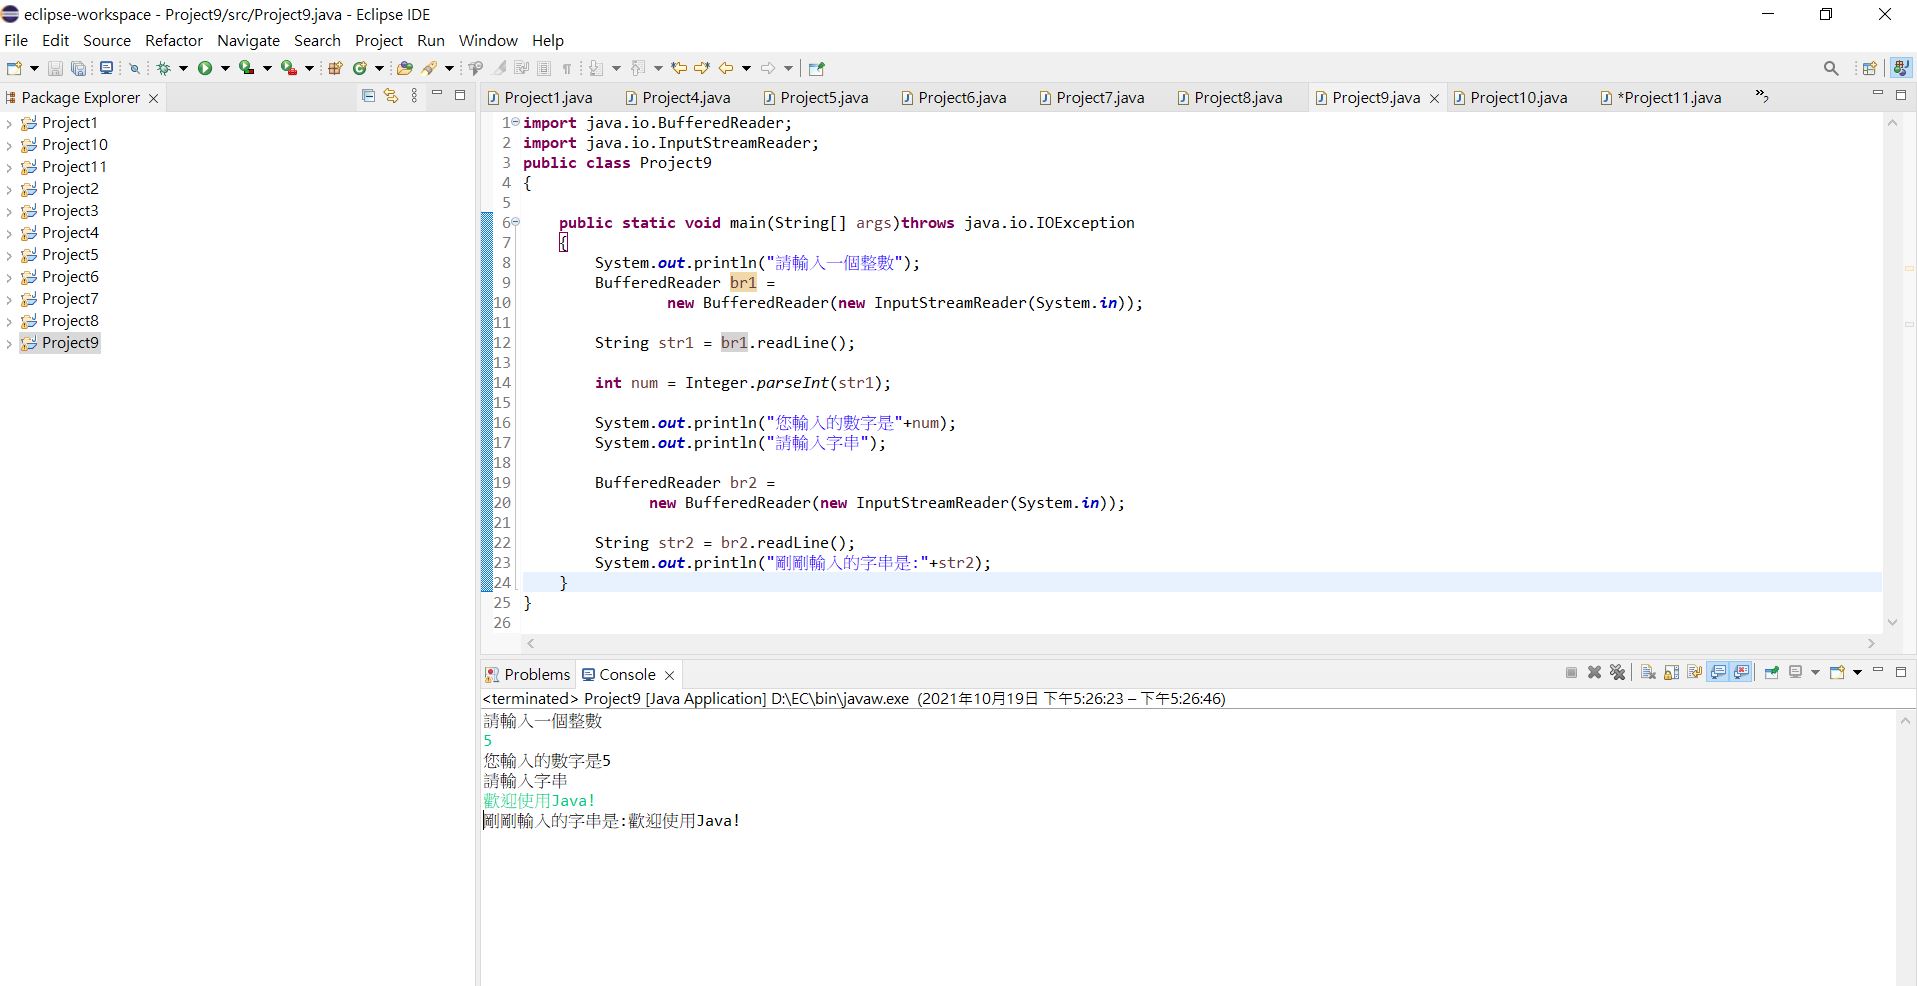 eclipse-workspace - Project9/src/Project9.java - Eclipse IDE
File Edit Source Refactor Navigate Search Project Run Window Help
Package Explorer
Project1
Project10
Project11
Project2
Project3
Project4
Project5
Project6
Project7
Project8
Project9
Project1.java Project4.java Project5.java Project6.java Project7.java Project8.java Project9.java Project10.java *Project11.java »2
1 import java.io.BufferedReader;
2 import java.io.InputStreamReader;
3 public class Project9
4 {
5
6     public static void main(String[] args)throws java.io.IOException
7     {
8         System.out.println("請輸入一個整數");
9         BufferedReader br1 =
10                 new BufferedReader(new InputStreamReader(System.in));
11
12         String str1 = br1.readLine();
13
14         int num = Integer.parseInt(str1);
15
16         System.out.println("您輸入的數字是"+num);
17         System.out.println("請輸入字串");
18
19         BufferedReader br2 =
20               new BufferedReader(new InputStreamReader(System.in));
21
22         String str2 = br2.readLine();
23         System.out.println("剛剛輸入的字串是:"+str2);
24     }
25 }
26
Problems Console
<terminated> Project9 [Java Application] D:\EC\bin\javaw.exe (2021年10月19日 下午5:26:23 – 下午5:26:46)
請輸入一個整數
5
您輸入的數字是5
請輸入字串
歡迎使用Java!
剛剛輸入的字串是:歡迎使用Java!